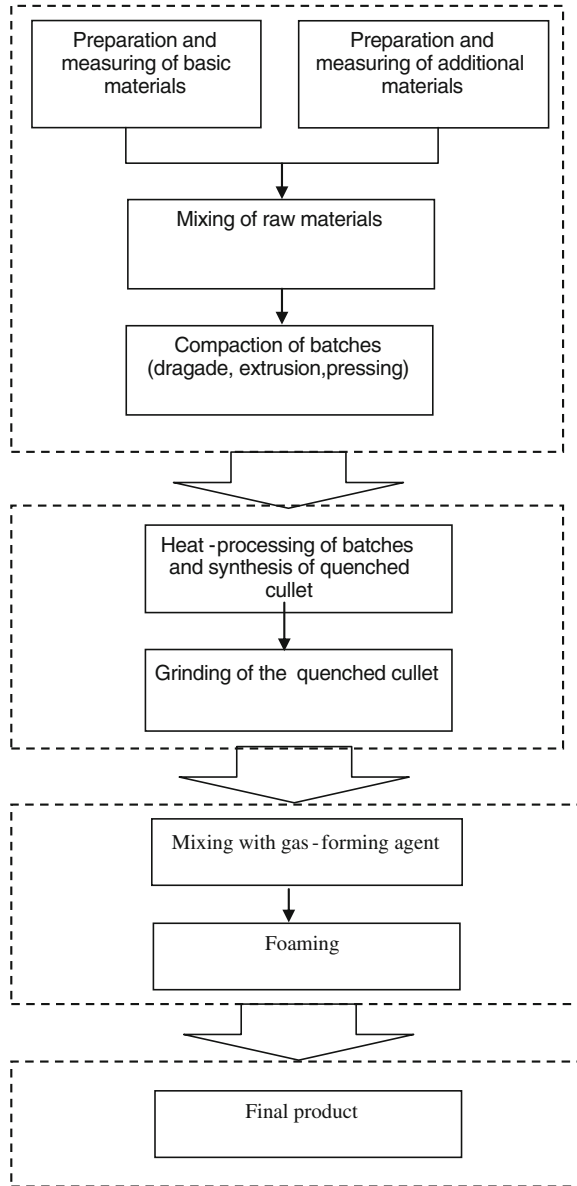 Preparation and
measuring of basic
materials
Preparation and
measuring of additional
materials
Mixing of raw materials
Compaction of batches
(dragade, extrusion,pressing)
Heat -processing of batches
and synthesis of quenched
cullet
Grinding of the quenched cullet
Mixing with gas-forming agent
Foaming
Final product